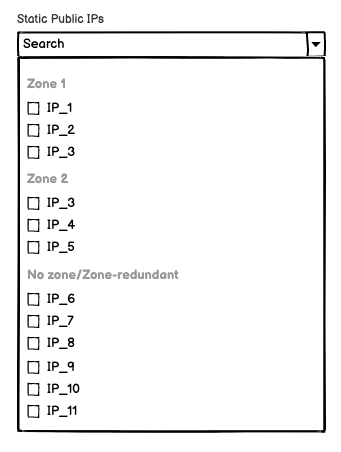 Static Public IPs
Search
Zone 1
IP_1
IP_2
IP_3
Zone 2
IP_3
IP_4
IP_5
No zone/Zone-redundant
IP_6
IP_7
IP_8
IP_9
IP_10
IP_11